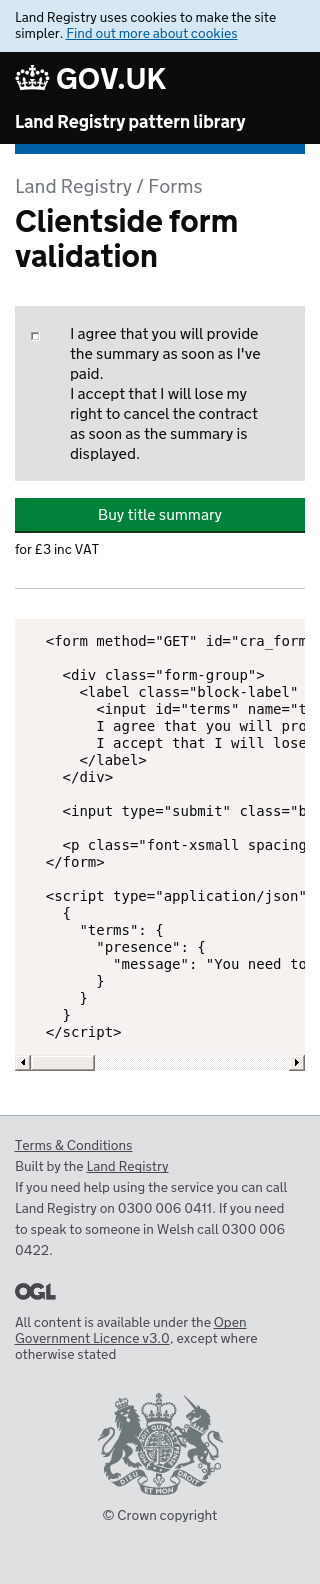 Land Registry uses cookies to make the site
simpler. Find out more about cookies
GOV.UK
Land Registry pattern library
Land Registry / Forms
Clientside form
validation
I agree that you will provide
the summary as soon as I've
paid.
I accept that I will lose my
right to cancel the contract
as soon as the summary is
displayed.
Buy title summary
for £3 inc VAT
<form method="GET" id="cra_form
<div class="form-group">
<label class="block-label"
<input id="terms" name="t
I agree that you will pro
I accept that I will lose
</label>
</div>
<input type="submit" class="b
<p class="font-xsmall spacing
</form>
<script type="application/json"
{
"terms": {
"presence": {
"message": "You need to
}
}
}
</script>
Terms & Conditions
Built by the Land Registry
If you need help using the service you can call
Land Registry on 0300 006 0411. If you need
to speak to someone in Welsh call 0300 006
0422.
OGL
All content is available under the Open
Government Licence v3.0, except where
otherwise stated
© Crown copyright